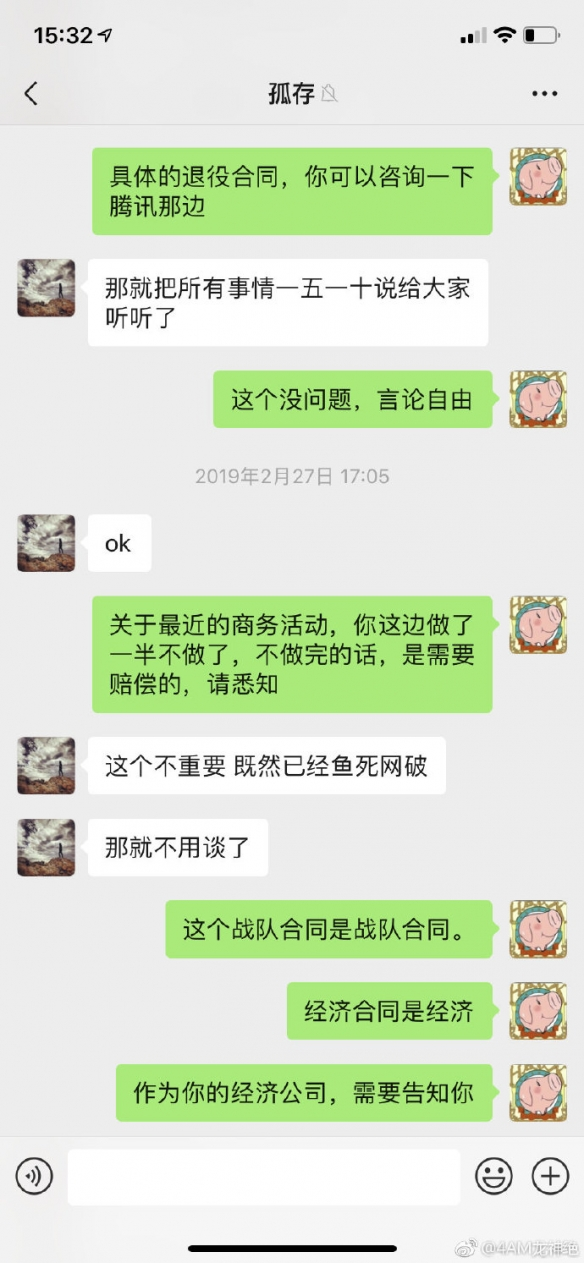 15:32
孤存
具体的退役合同，你可以咨询一下
腾讯那边
那就把所有事情一五一十说给大家
听听了
这个没问题，言论自由
2019年2月27日 17:05
ok
关于最近的商务活动，你这边做了
一半不做了，不做完的话，是需要
赔偿的，请悉知
这个不重要 既然已经鱼死网破
那就不用谈了
这个战队合同是战队合同。
经济合同是经济
作为你的经济公司，需要告知你
@4AM龙神绝